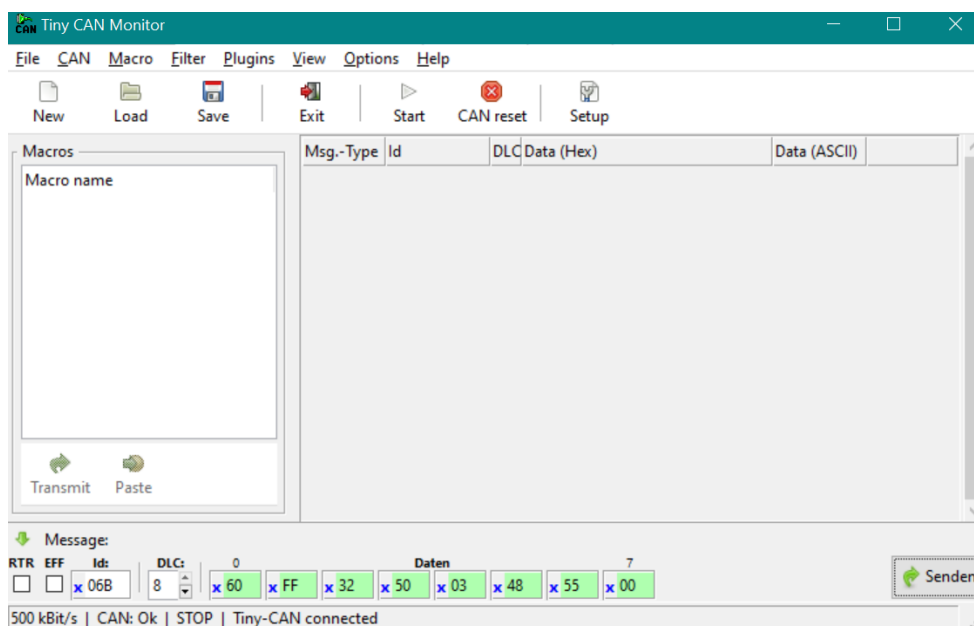 CAN Tiny CAN Monitor
File CAN Macro Filter Plugins View Options Help
New Load Save Exit Start CAN reset Setup
Macros
Macro name
Msg.-Type Id DLC Data (Hex) Data (ASCII)
Transmit Paste
Message:
RTR EFF Id: DLC: 0 Daten 7
x 06B 8 x 60 x FF x 32 x 50 x 03 x 48 x 55 x 00
Senden
500 kBit/s | CAN: Ok | STOP | Tiny-CAN connected